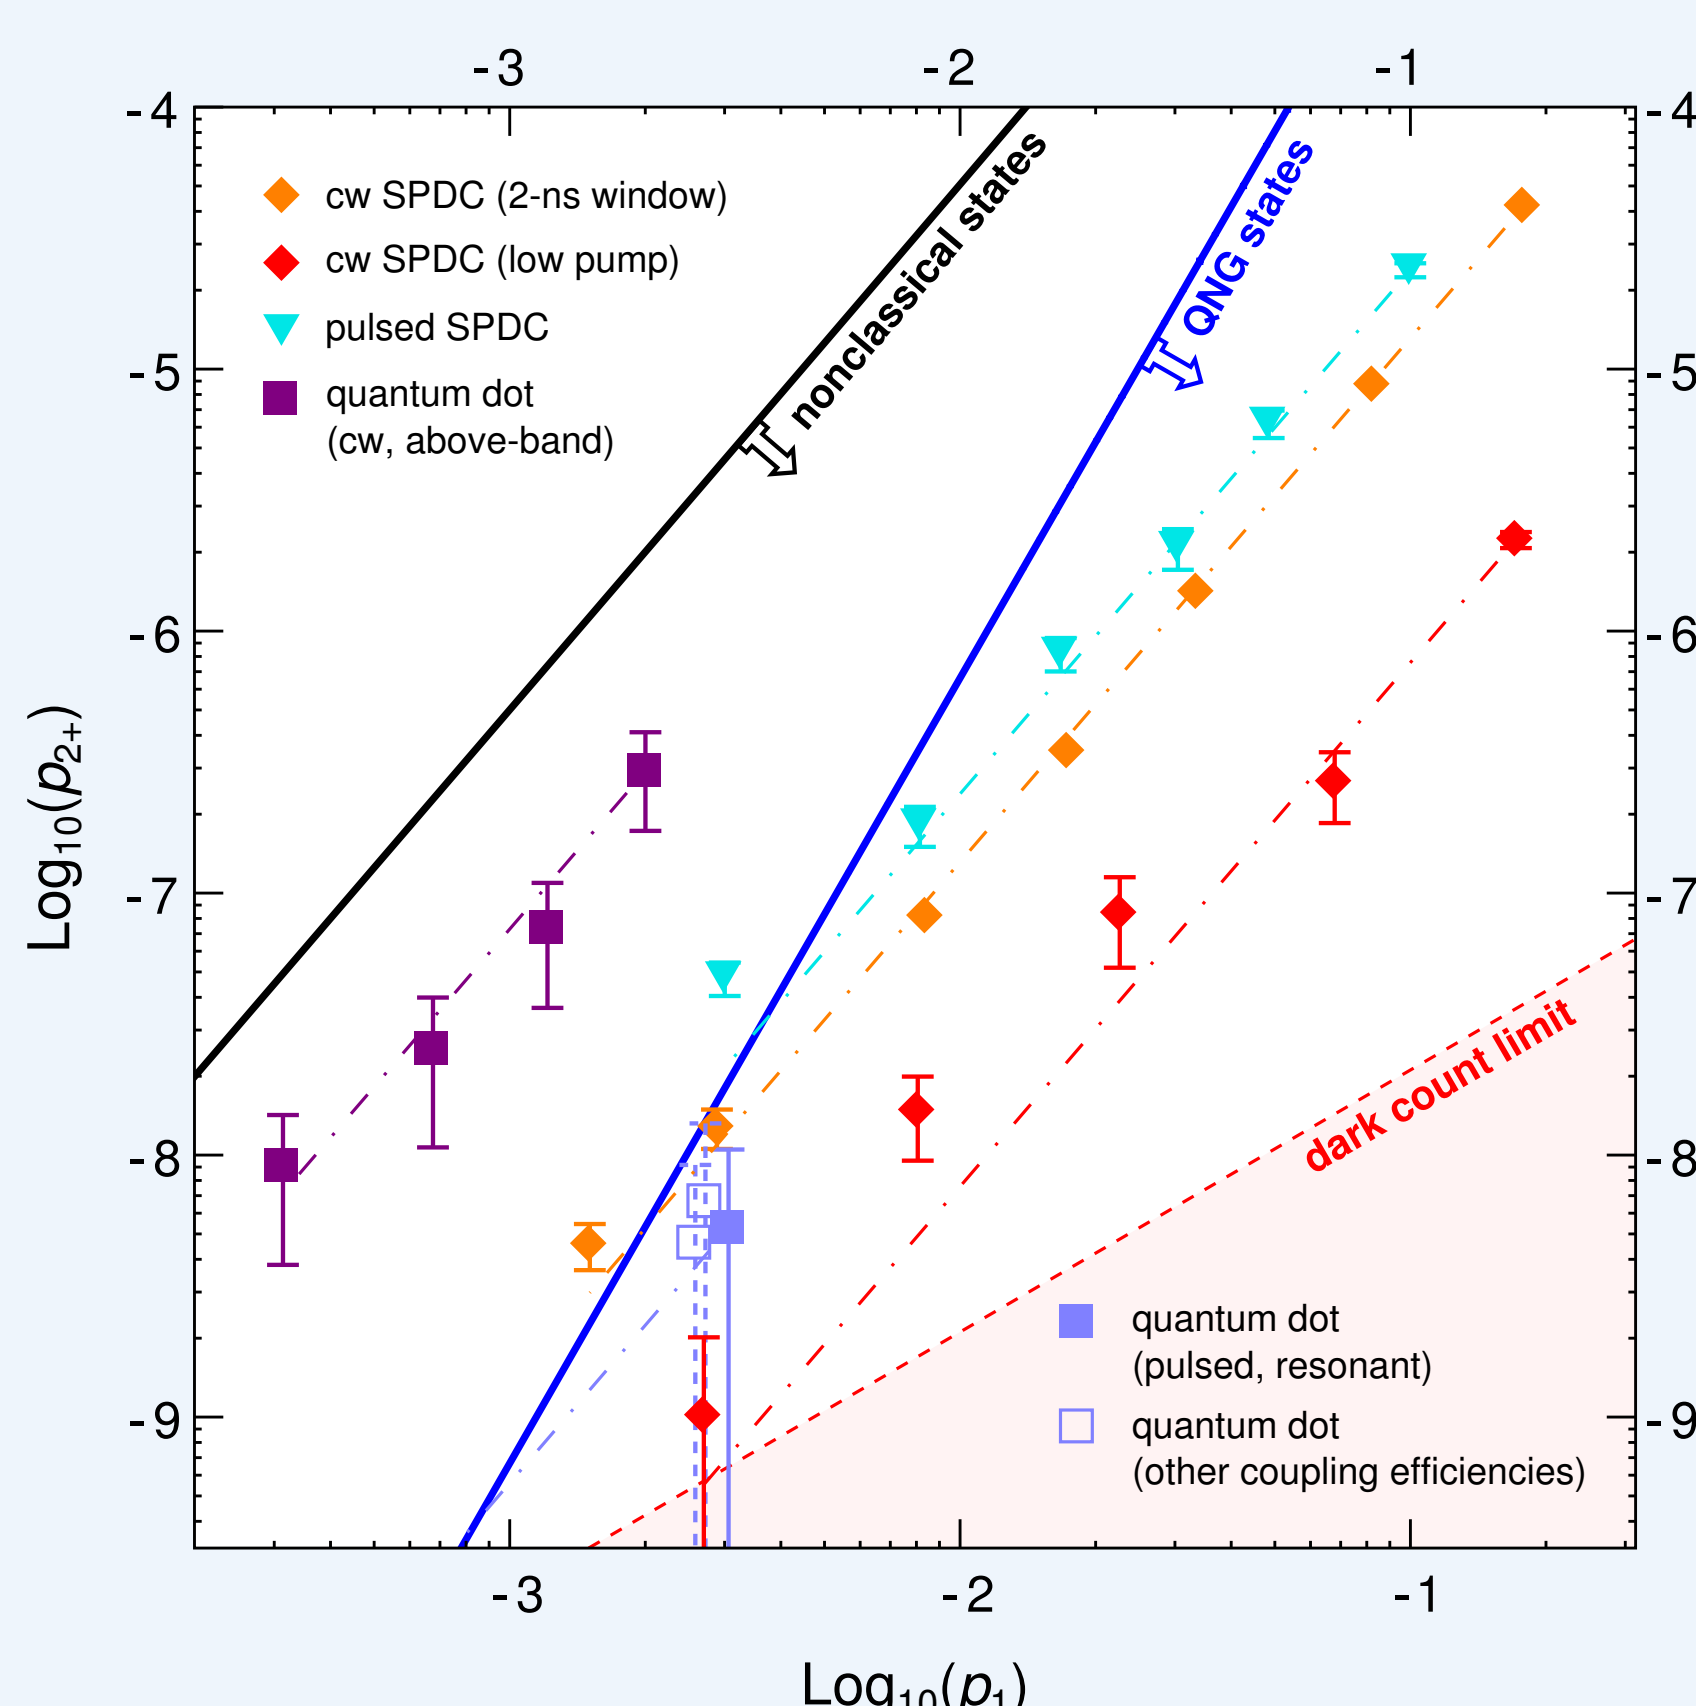 -3 -2 -1
-4 -4
cw SPDC (2-ns window)
cw SPDC (low pump)
pulsed SPDC
quantum dot
(cw, above-band)
nonclassical states
QNG states
-5 -5
-6 -6
-7 -7
-8 -8
-9 -9
Log10(p2+)
dark count limit
quantum dot
(pulsed, resonant)
quantum dot
(other coupling efficiencies)
-3 -2 -1
Log10(p1)